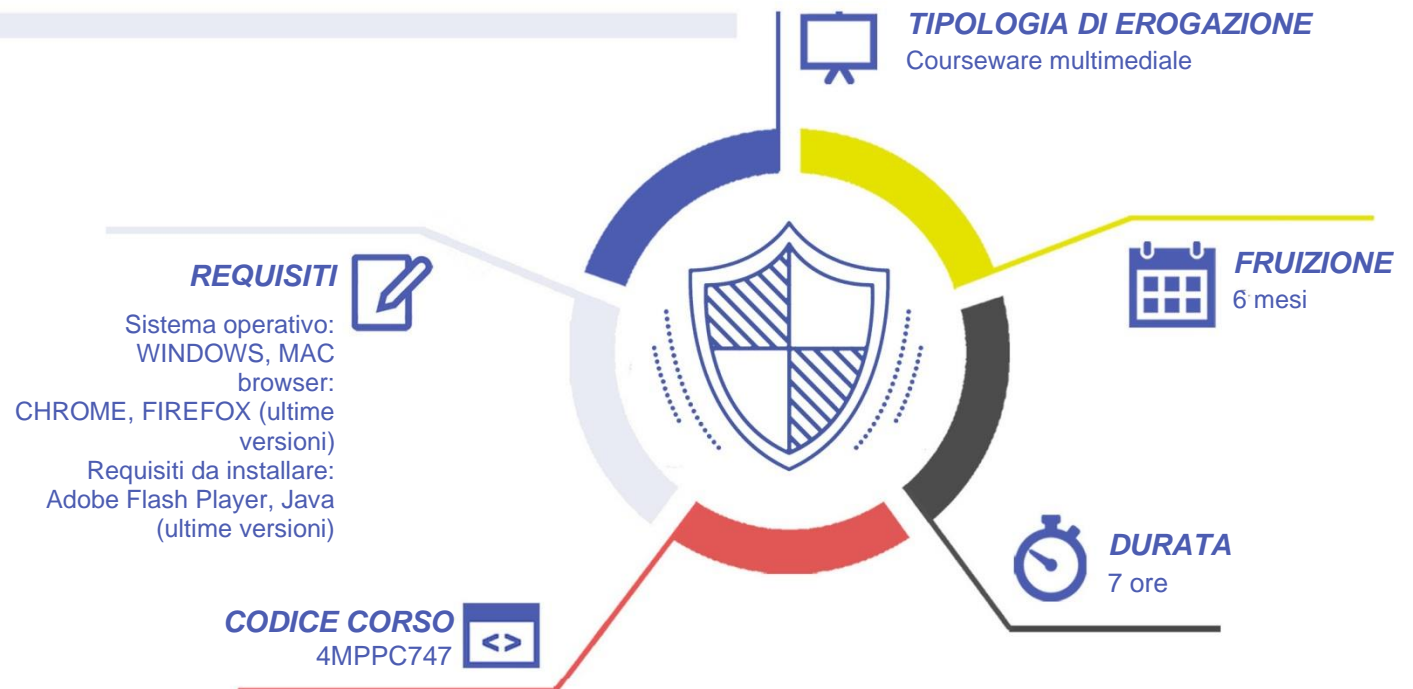 TIPOLOGIA DI EROGAZIONE
Courseware multimediale
REQUISITI
Sistema operativo:
WINDOWS, MAC
browser:
CHROME, FIREFOX (ultime
versioni)
Requisiti da installare:
Adobe Flash Player, Java
(ultime versioni)
FRUIZIONE
6 mesi
DURATA
7 ore
CODICE CORSO
4MPPC747
<>